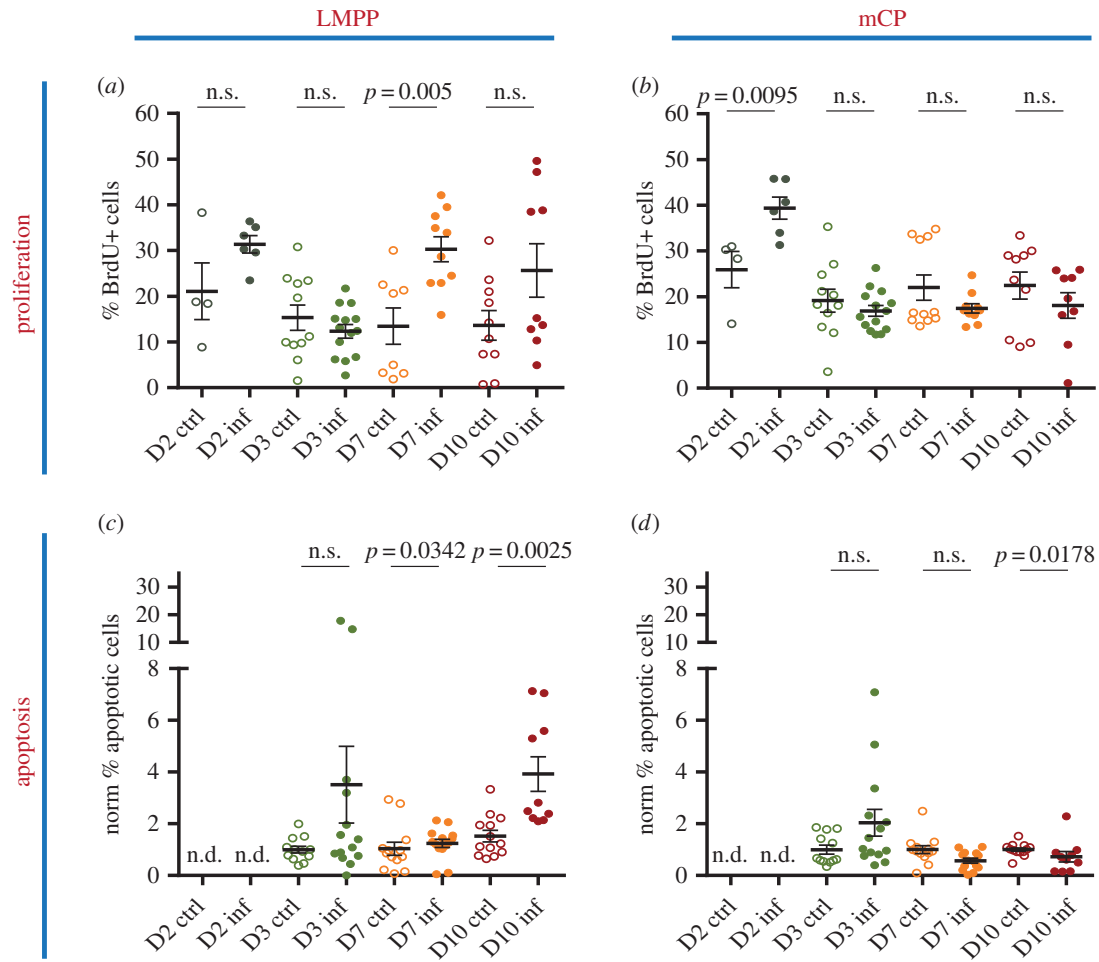 LMPP
mCP
proliferation
(a)
n.s.
n.s.
p = 0.005
n.s.
% BrdU+ cells
60
50
40
30
20
10
0
D2 ctrl
D2 inf
D3 ctrl
D3 inf
D7 ctrl
D7 inf
D10 ctrl
D10 inf
(b)
p = 0.0095
n.s.
n.s.
n.s.
% BrdU+ cells
60
50
40
30
20
10
0
D2 ctrl
D2 inf
D3 ctrl
D3 inf
D7 ctrl
D7 inf
D10 ctrl
D10 inf
apoptosis
(c)
n.s.
p = 0.0342
p = 0.0025
norm % apoptotic cells
30
20
10
8
6
4
2
0
n.d.
n.d.
D2 ctrl
D2 inf
D3 ctrl
D3 inf
D7 ctrl
D7 inf
D10 ctrl
D10 inf
(d)
n.s.
n.s.
p = 0.0178
norm % apoptotic cells
30
20
10
8
6
4
2
0
n.d.
n.d.
D2 ctrl
D2 inf
D3 ctrl
D3 inf
D7 ctrl
D7 inf
D10 ctrl
D10 inf